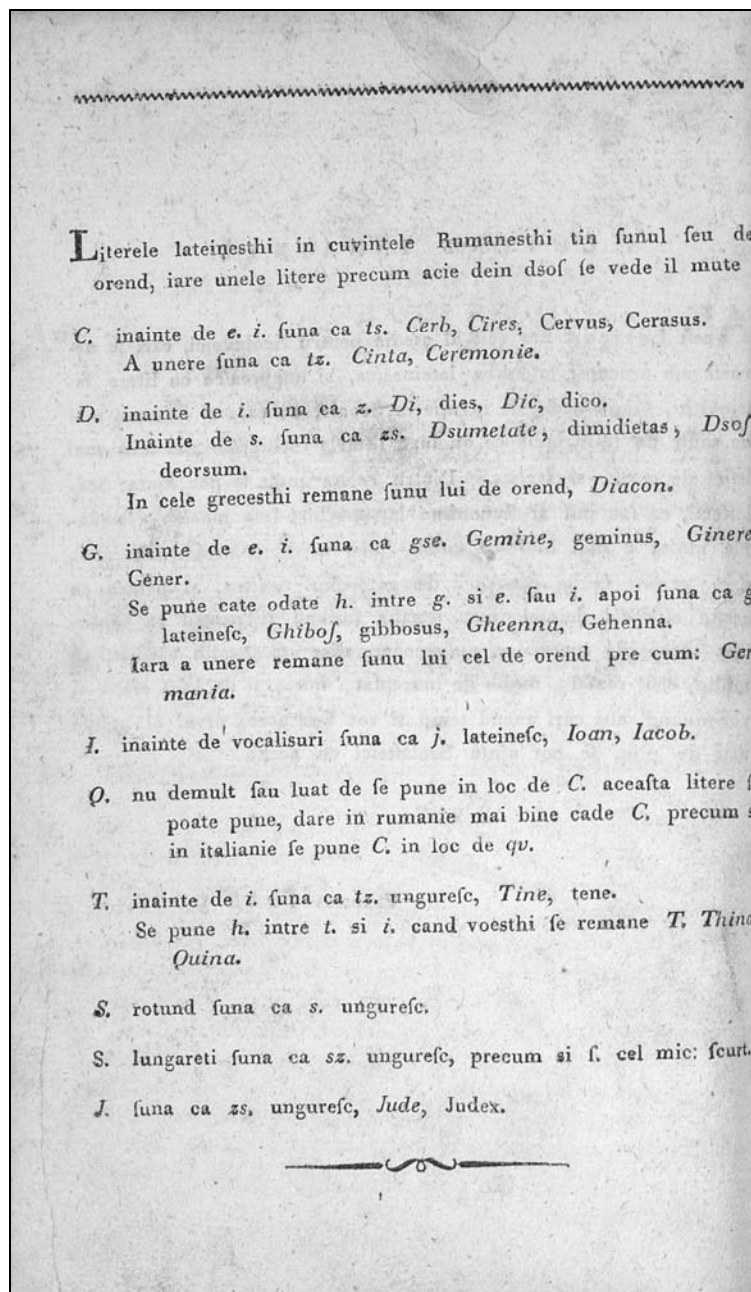 Literele lateinesthi in cuvintele Rumanesthi tin ſunul ſeu de
orend, iare unele litere precum acie dein dsoſ ſe vede il mute
C. inainte de e. i. ſuna ca ts. Cerb, Cires, Cervus, Cerasus.
A unere ſuna ca tz. Cinta, Ceremonie.
D. inainte de i. ſuna ca z. Di, dies, Dic, dico.
Inainte de s. ſuna ca zs. Dsumetate, dimidietas, Dsoſ
deorsum.
In cele grecesthi remane ſunu lui de orend, Diacon.
G. inainte de e. i. ſuna ca gse. Gemine, geminus, Ginere
Gener.
Se pune cate odate h. intre g. si e. ſau i. apoi ſuna ca g
lateineſc, Ghiboſ, gibbosus, Gheenna, Gehenna.
Iara a unere remane ſunu lui cel de orend pre cum: Ger
mania.
I. inainte de vocalisuri ſuna ca j. lateineſc, Ioan, Iacob.
Q. nu demult ſau luat de ſe pune in loc de C. aceaſta litere ſ
poate pune, dare in rumanie mai bine cade C. precum s
in italianie ſe pune C. in loc de qv.
T. inainte de i. ſuna ca tz. ungureſc, Tine, tene.
Se pune h. intre t. si i. cand voesthi ſe remane T. Thina
Quina.
S. rotund ſuna ca s. ungureſc.
S. lungareti ſuna ca sz. ungureſc, precum si ſ. cel mic: ſcurt.
J. ſuna ca zs. ungureſc, Jude, Judex.